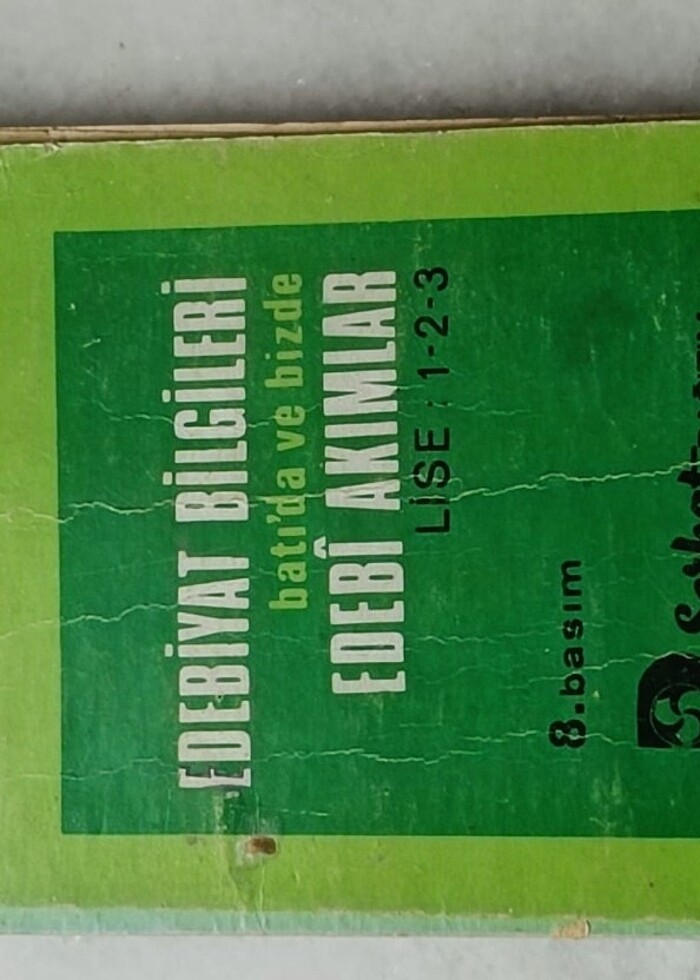 EDEBİYAT BİLGİLERİ
batı'da ve bizde
EDEBÎ AKIMLAR
LİSE : 1-2-3
8.basım